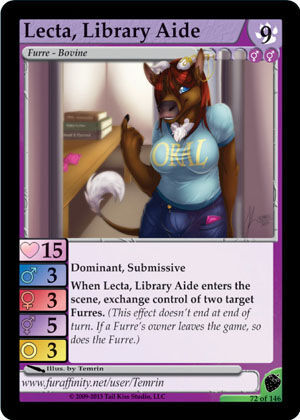 Lecta, Library Aide
9
Furre - Bovine
ORAL
15
3
3
5
3
Dominant, Submissive
When Lecta, Library Aide enters the
scene, exchange control of two target
Furres. (This effect doesn't end at end of
turn. If a Furre's owner leaves the game, so
does the Furre.)
Illus. by Temrin
www.furaffinity.net/user/Temrin
© 2009-2013 Tail Kiss Studio, LLC
72 of 146